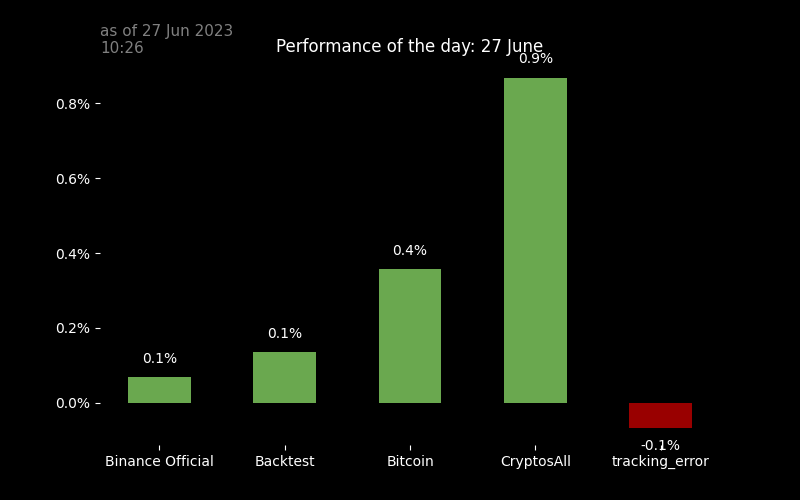 as of 27 Jun 2023
10:26
Performance of the day: 27 June
0.9%
0.8%
0.6%
0.4%
0.4%
0.2%
0.1%
0.1%
0.0%
-0.1%
Binance Official
Backtest
Bitcoin
CryptosAll
tracking_error